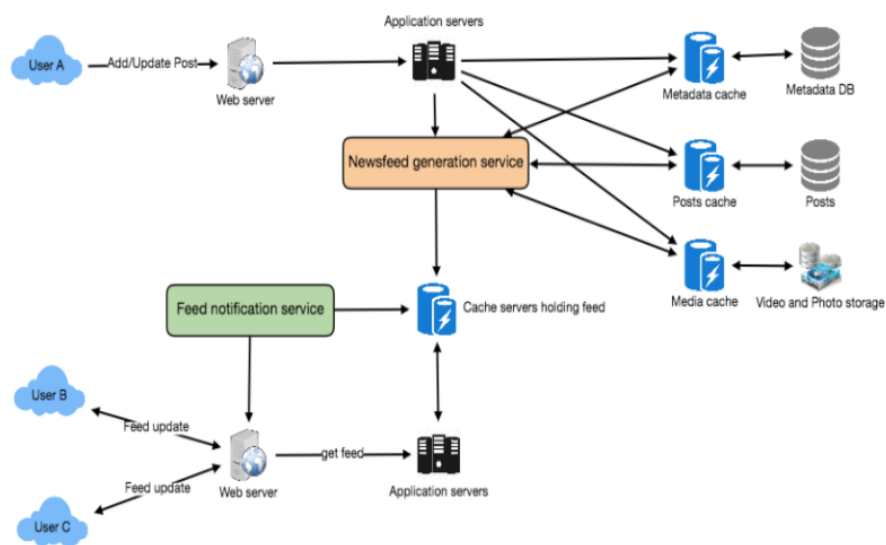 Application servers
User A
Add/Update Post
Web server
Metadata cache
Metadata DB
Newsfeed generation service
Posts cache
Posts
Media cache
Video and Photo storage
Feed notification service
Cache servers holding feed
User B
Feed update
Web server
get feed
Application servers
Feed update
User C